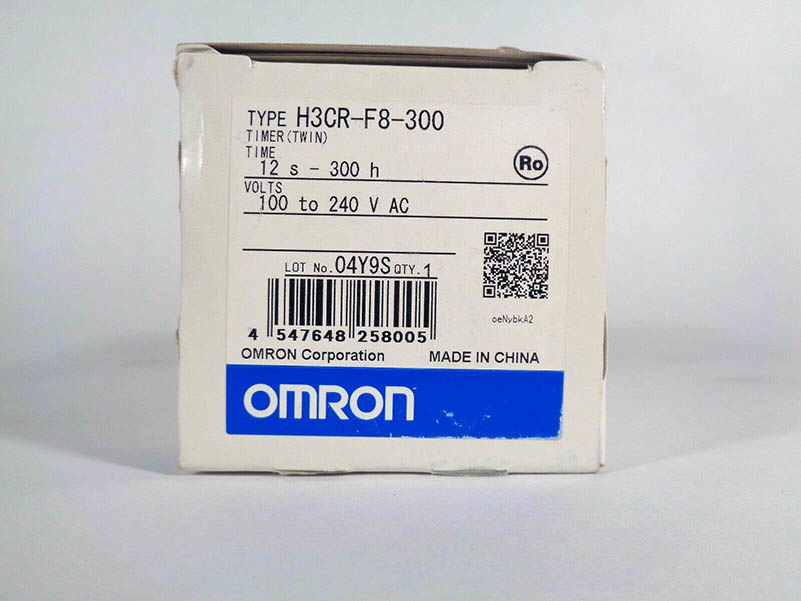 TYPE H3CR-F8-300
TIMER(TWIN)
TIME
12 s - 300 h
Ro
VOLTS
100 to 240 V AC
LOT No. 04Y9S QTY. 1
oeNybkA2
4 547648 258005
OMRON Corporation MADE IN CHINA
OMRON